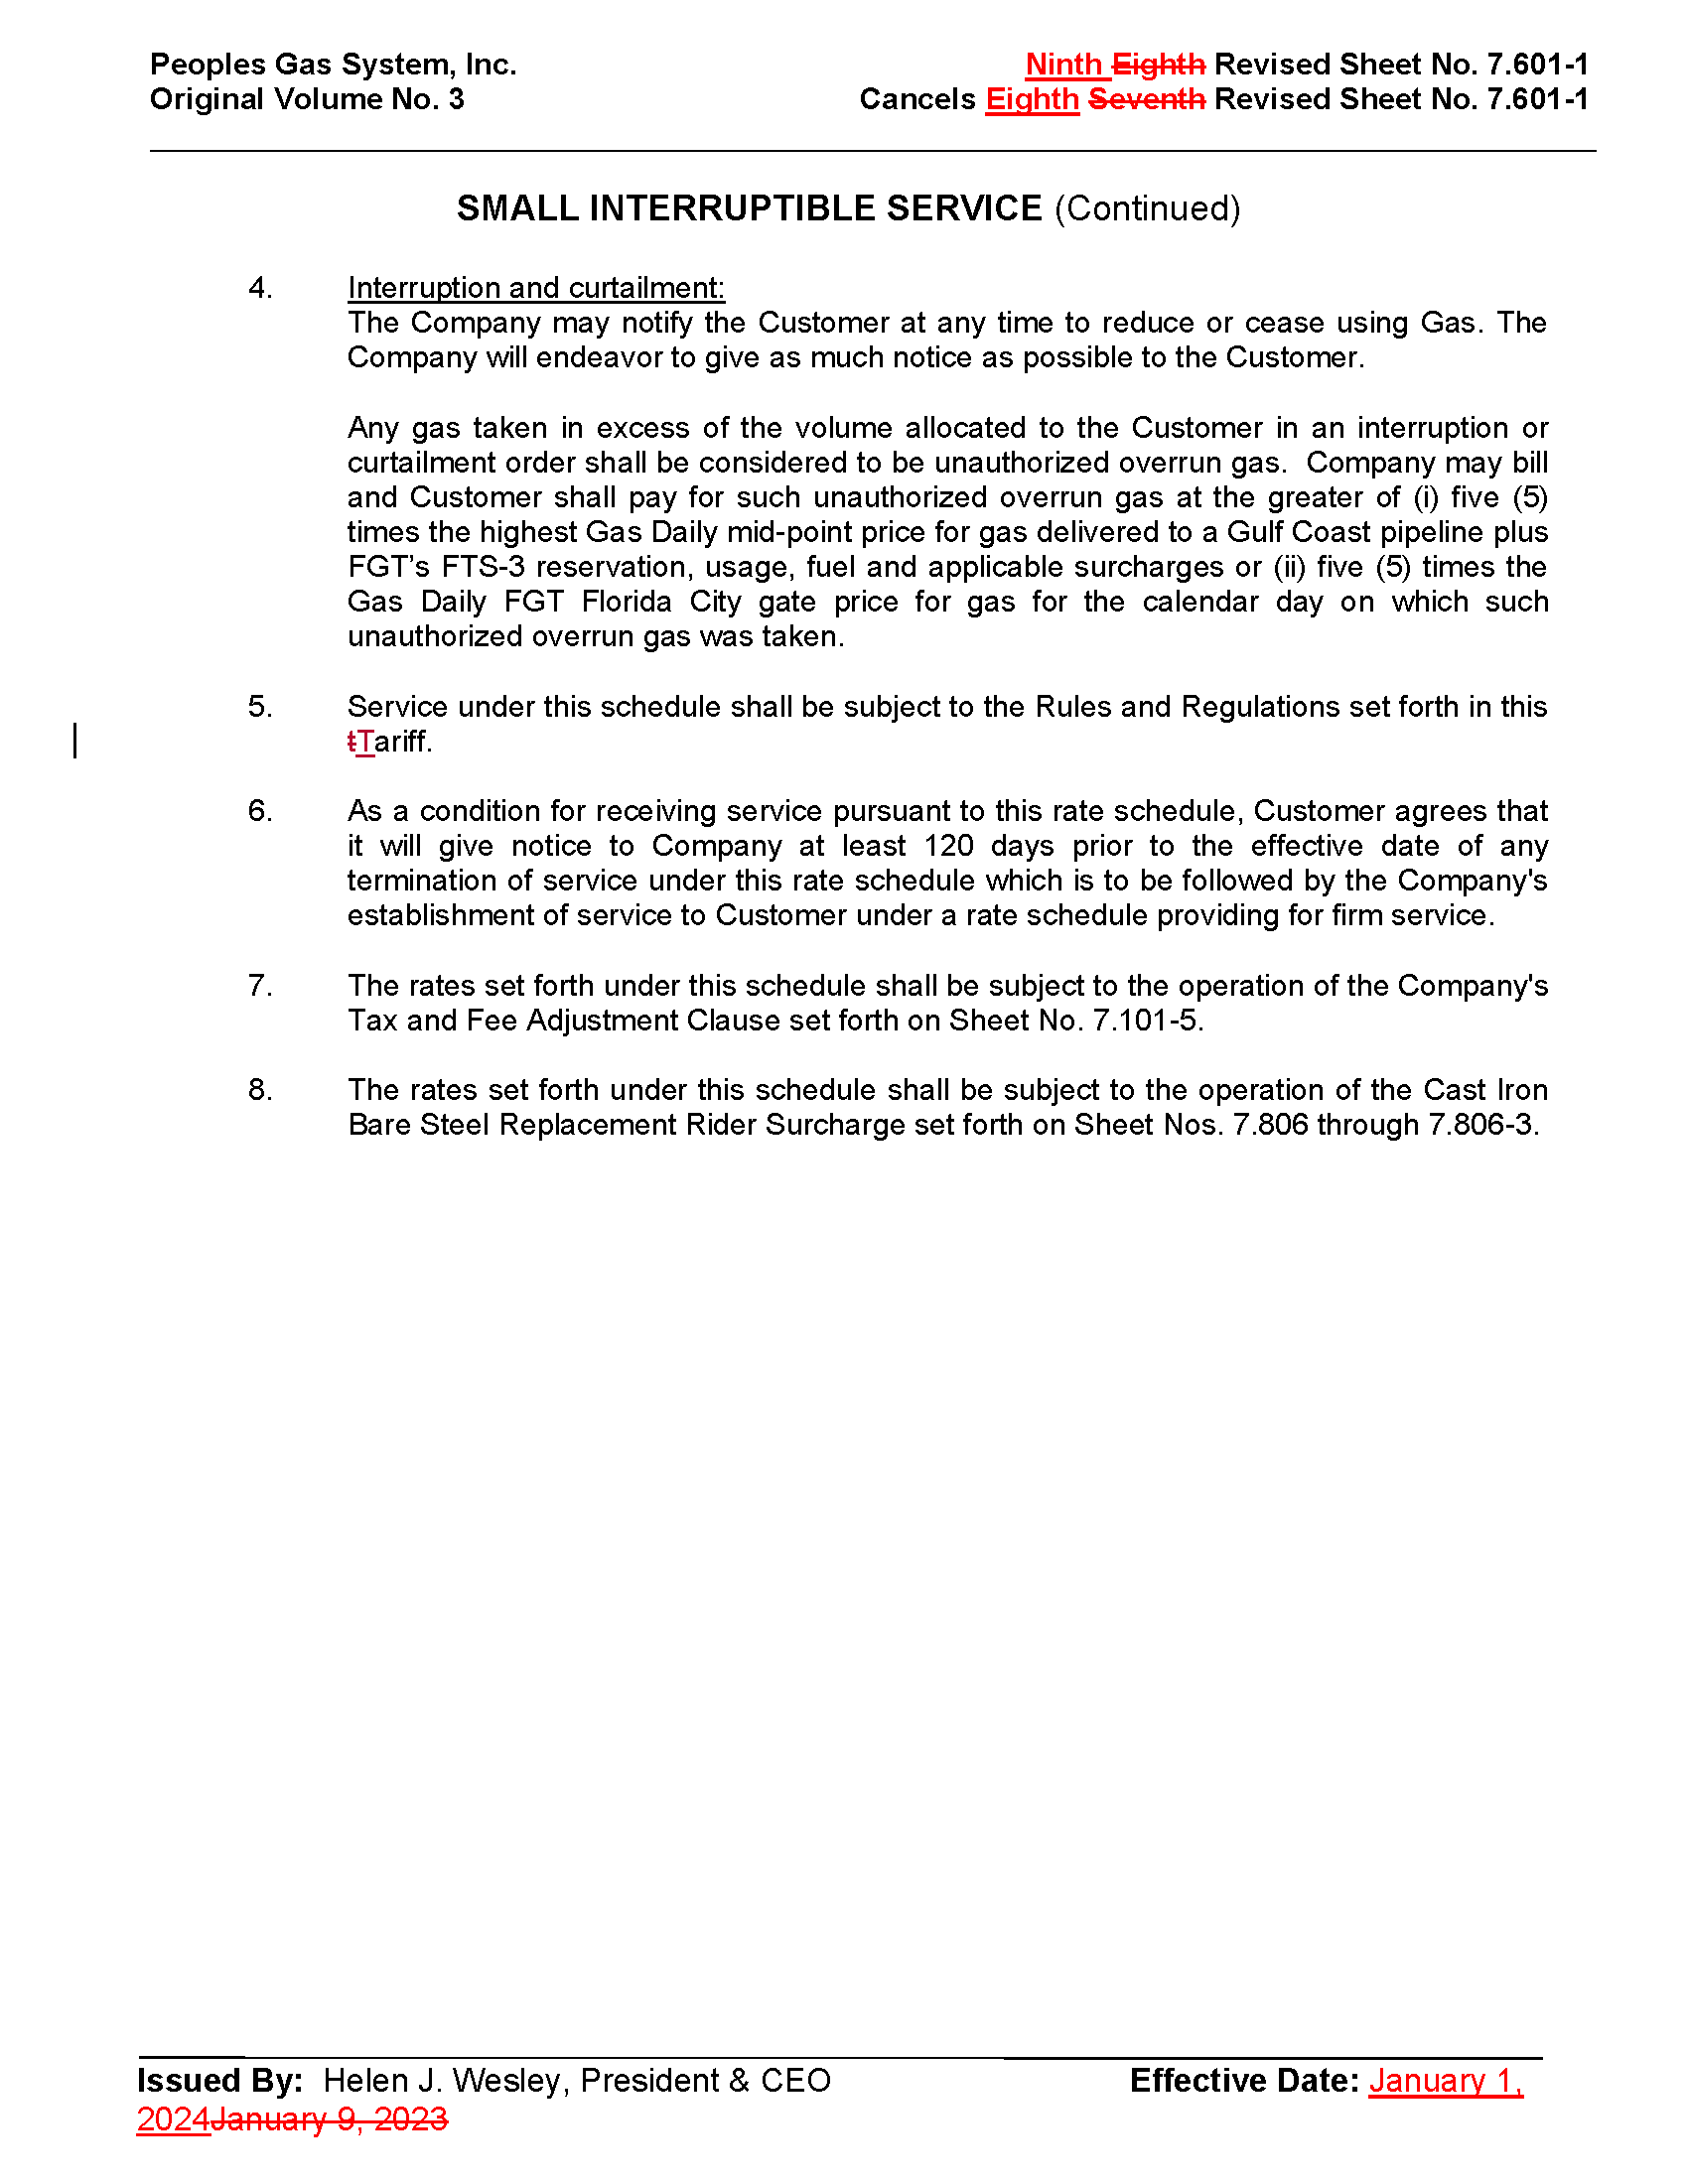 Peoples Gas System, Inc.
Original Volume No. 3
Ninth Eighth Revised Sheet No. 7.601-1
Cancels Eighth Seventh Revised Sheet No. 7.601-1
SMALL INTERRUPTIBLE SERVICE (Continued)
4. Interruption and curtailment:
The Company may notify the Customer at any time to reduce or cease using Gas. The
Company will endeavor to give as much notice as possible to the Customer.
Any gas taken in excess of the volume allocated to the Customer in an interruption or
curtailment order shall be considered to be unauthorized overrun gas. Company may bill
and Customer shall pay for such unauthorized overrun gas at the greater of (i) five (5)
times the highest Gas Daily mid-point price for gas delivered to a Gulf Coast pipeline plus
FGT’s FTS-3 reservation, usage, fuel and applicable surcharges or (ii) five (5) times the
Gas Daily FGT Florida City gate price for gas for the calendar day on which such
unauthorized overrun gas was taken.
5. Service under this schedule shall be subject to the Rules and Regulations set forth in this
tTariff.
6. As a condition for receiving service pursuant to this rate schedule, Customer agrees that
it will give notice to Company at least 120 days prior to the effective date of any
termination of service under this rate schedule which is to be followed by the Company's
establishment of service to Customer under a rate schedule providing for firm service.
7. The rates set forth under this schedule shall be subject to the operation of the Company's
Tax and Fee Adjustment Clause set forth on Sheet No. 7.101-5.
8. The rates set forth under this schedule shall be subject to the operation of the Cast Iron
Bare Steel Replacement Rider Surcharge set forth on Sheet Nos. 7.806 through 7.806-3.
Issued By: Helen J. Wesley, President & CEO Effective Date: January 1,
2024January 9, 2023